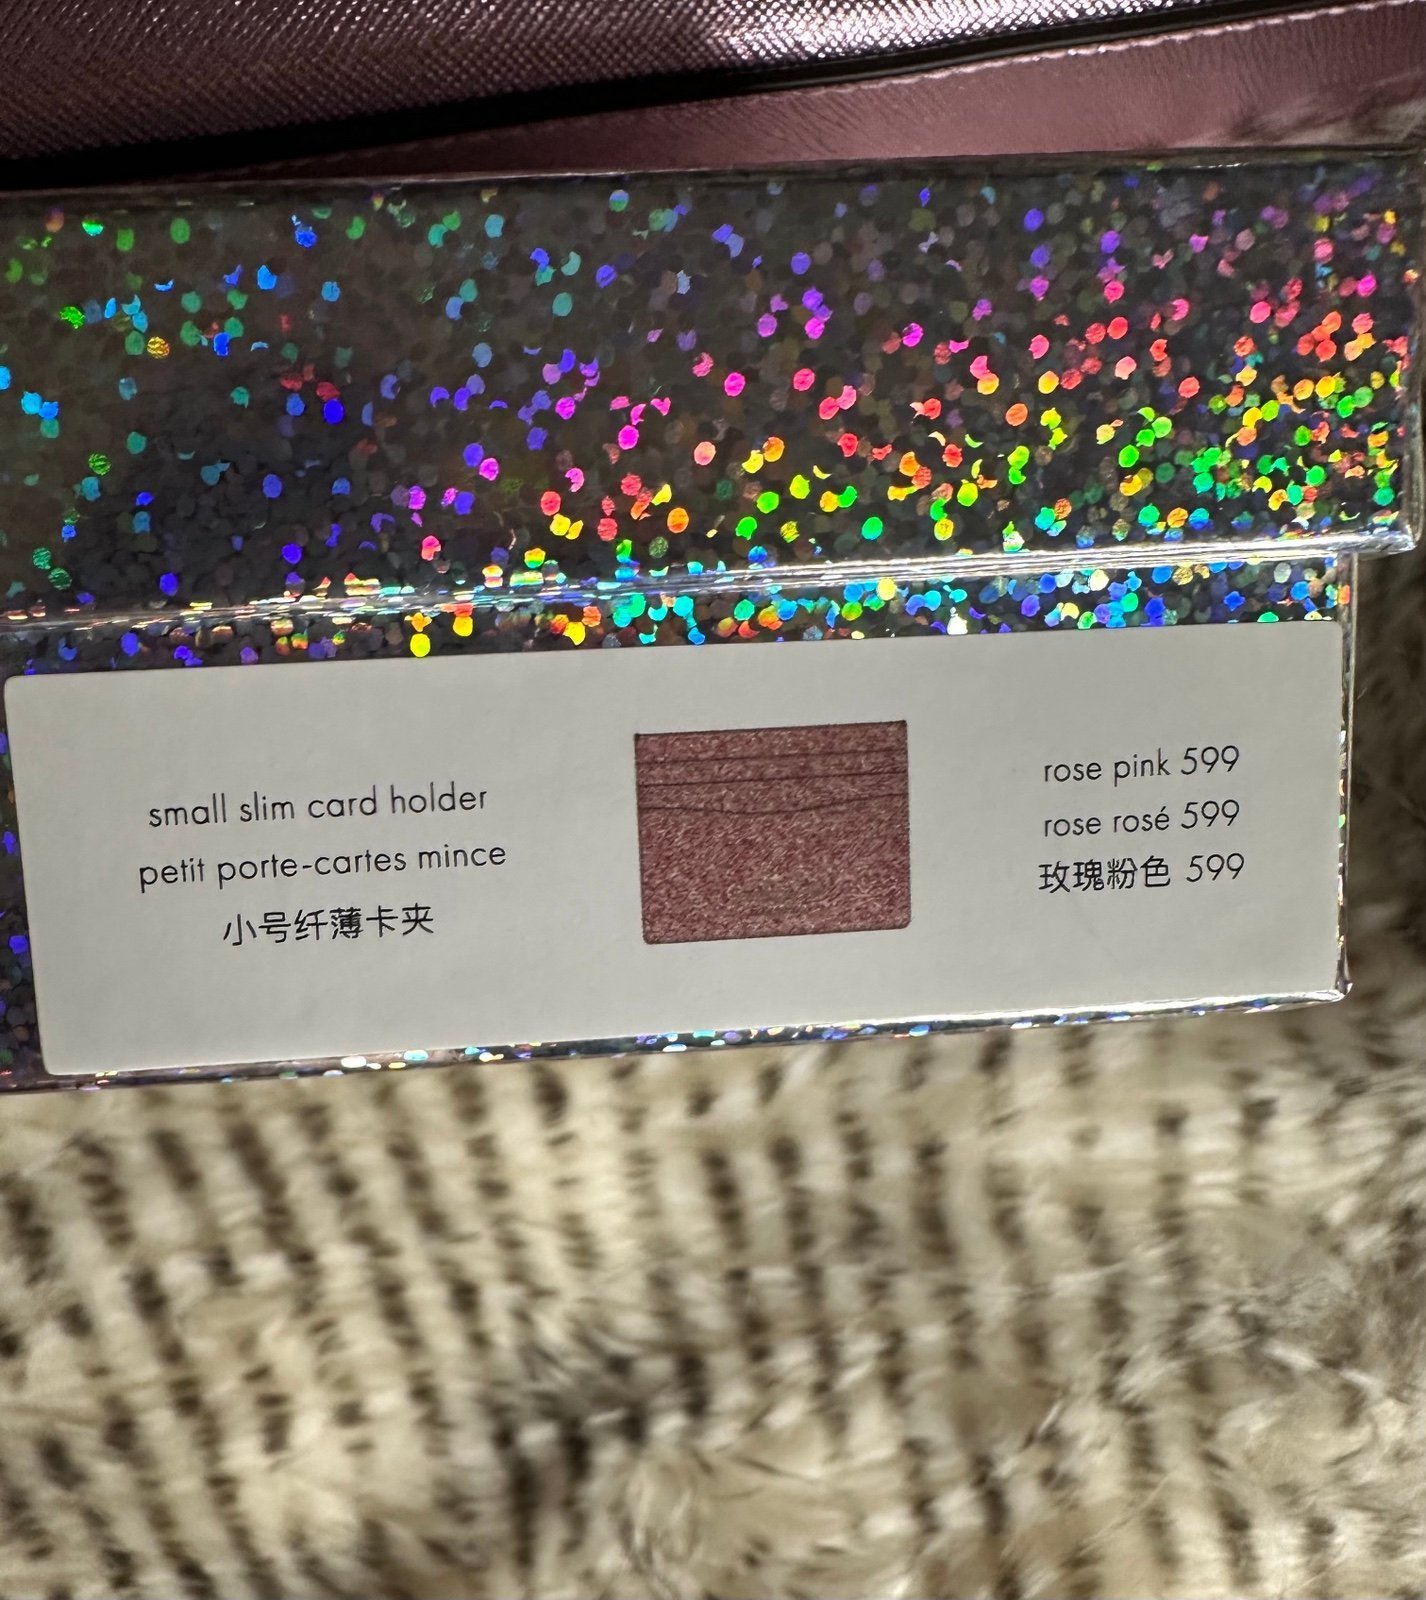 small slim card holder
petit porte-cartes mince
小号纤薄卡夹
rose pink 599
rose rosé 599
玫瑰粉色 599